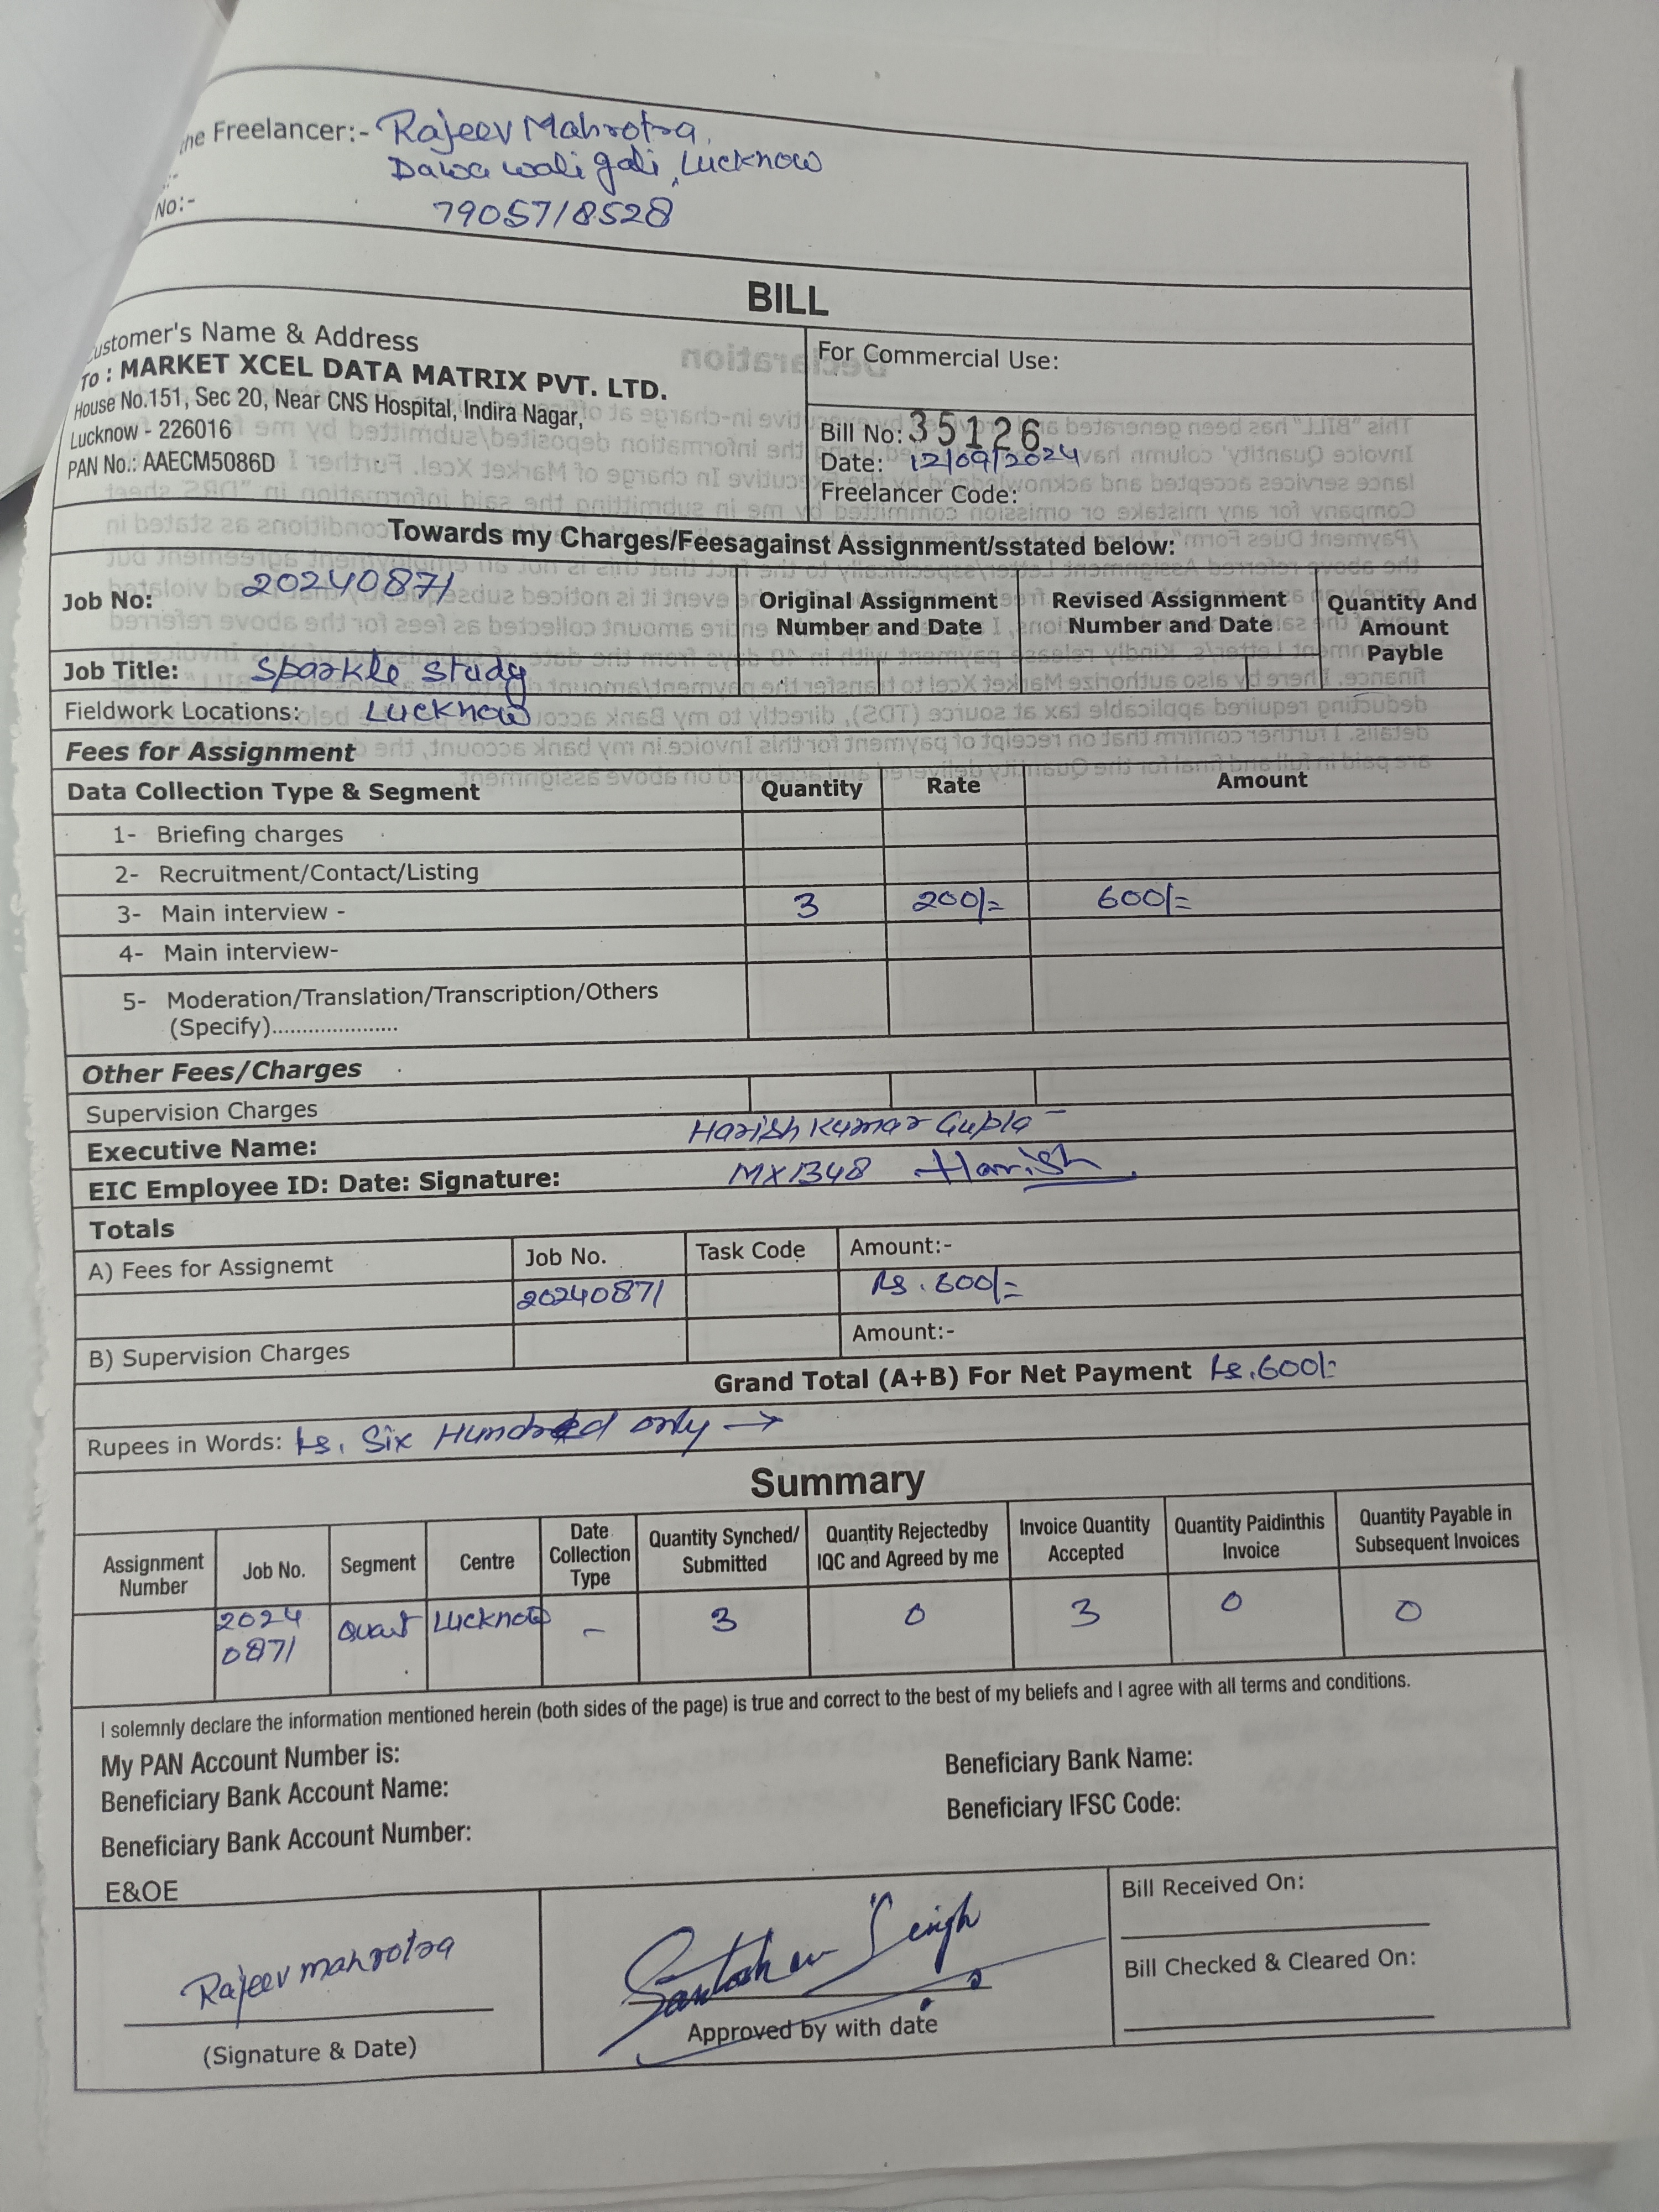 he Freelancer:- Rajeev Mahrotra,
:- Dawa wali gali, Lucknow
No:- 7905718528
BILL
ustomer's Name & Address
To : MARKET XCEL DATA MATRIX PVT. LTD.
House No.151, Sec 20, Near CNS Hospital, Indira Nagar,
Lucknow - 226016
PAN No.: AAECM5086D
For Commercial Use:
Bill No: 35126
Date: 12/09/2024
Freelancer Code:
Towards my Charges/Feesagainst Assignment/sstated below:
Job No: 20240871
Original Assignment Number and Date
Revised Assignment Number and Date
Quantity And Amount Payble
Job Title: Sparkle study
Fieldwork Locations: Lucknow
Fees for Assignment
Data Collection Type & Segment Quantity Rate Amount
1- Briefing charges
2- Recruitment/Contact/Listing
3- Main interview - 3 200/= 600/=
4- Main interview-
5- Moderation/Translation/Transcription/Others
(Specify).....................
Other Fees/Charges
Supervision Charges
Executive Name: Harish Kumar Gupta
EIC Employee ID: Date: Signature: MX1348 Harish
Totals
A) Fees for Assignemt Job No. Task Code Amount:-
20240871 Rs. 600/=
B) Supervision Charges Amount:-
Grand Total (A+B) For Net Payment Rs.600/-
Rupees in Words: Rs. Six Hundred only →
Summary
Assignment Number
Job No.
Segment
Centre
Date Collection Type
Quantity Synched/ Submitted
Quantity Rejectedby IQC and Agreed by me
Invoice Quantity Accepted
Quantity Paidinthis Invoice
Quantity Payable in Subsequent Invoices
2024 Lucknow - 3 0 3 0 0
0871
I solemnly declare the information mentioned herein (both sides of the page) is true and correct to the best of my beliefs and I agree with all terms and conditions.
My PAN Account Number is:
Beneficiary Bank Account Name:
Beneficiary Bank Account Number:
Beneficiary Bank Name:
Beneficiary IFSC Code:
E&OE
Rajeev mahrotra
(Signature & Date)
Singh
Approved by with date
Bill Received On:
Bill Checked & Cleared On: